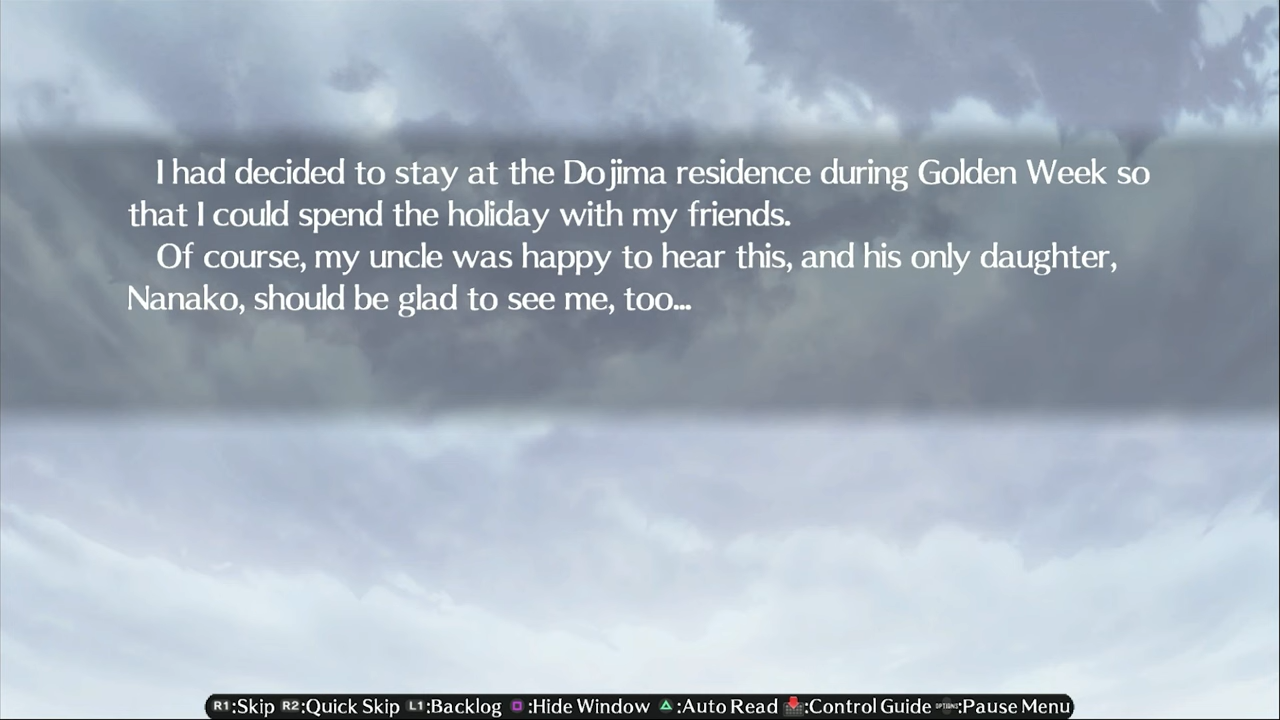 I had decided to stay at the Dojima residence during Golden Week so
that I could spend the holiday with my friends.
Of course, my uncle was happy to hear this, and his only daughter,
Nanako, should be glad to see me, too...
R1:Skip R2:Quick Skip L1:Backlog :Hide Window :Auto Read :Control Guide OPTIONS:Pause Menu